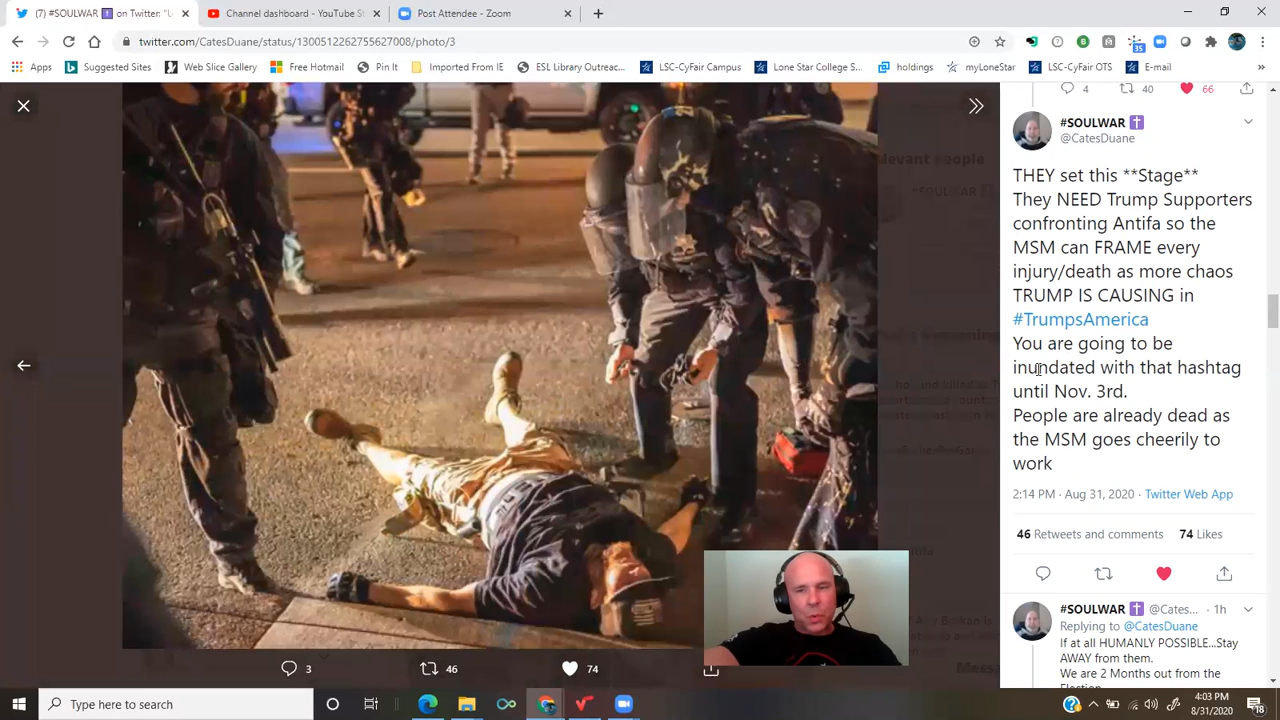 (7) #SOULWAR ✝ on Twitter: "L
Channel dashboard - YouTube St
Post Attendee - Zoom
twitter.com/CatesDuane/status/1300512262755627008/photo/3
35
Apps
Suggested Sites
Web Slice Gallery
Free Hotmail
Pin It
Imported From IE
ESL Library Outreac...
LSC-CyFair Campus
Lone Star College S...
holdings
myLoneStar
LSC-CyFair OTS
E-mail
»
4
40
66
#SOULWAR ✝
@CatesDuane
THEY set this **Stage**
They NEED Trump Supporters
confronting Antifa so the
MSM can FRAME every
injury/death as more chaos
TRUMP IS CAUSING in
#TrumpsAmerica
You are going to be
inundated with that hashtag
until Nov. 3rd.
People are already dead as
the MSM goes cheerily to
work
2:14 PM · Aug 31, 2020 · Twitter Web App
46 Retweets and comments 74 Likes
#SOULWAR ✝ @Cates... · 1h
Replying to @CatesDuane
If at all HUMANLY POSSIBLE...Stay
AWAY from them.
We are 2 Months out from the
Election
3
46
74
Type here to search
4:03 PM
8/31/2020
18